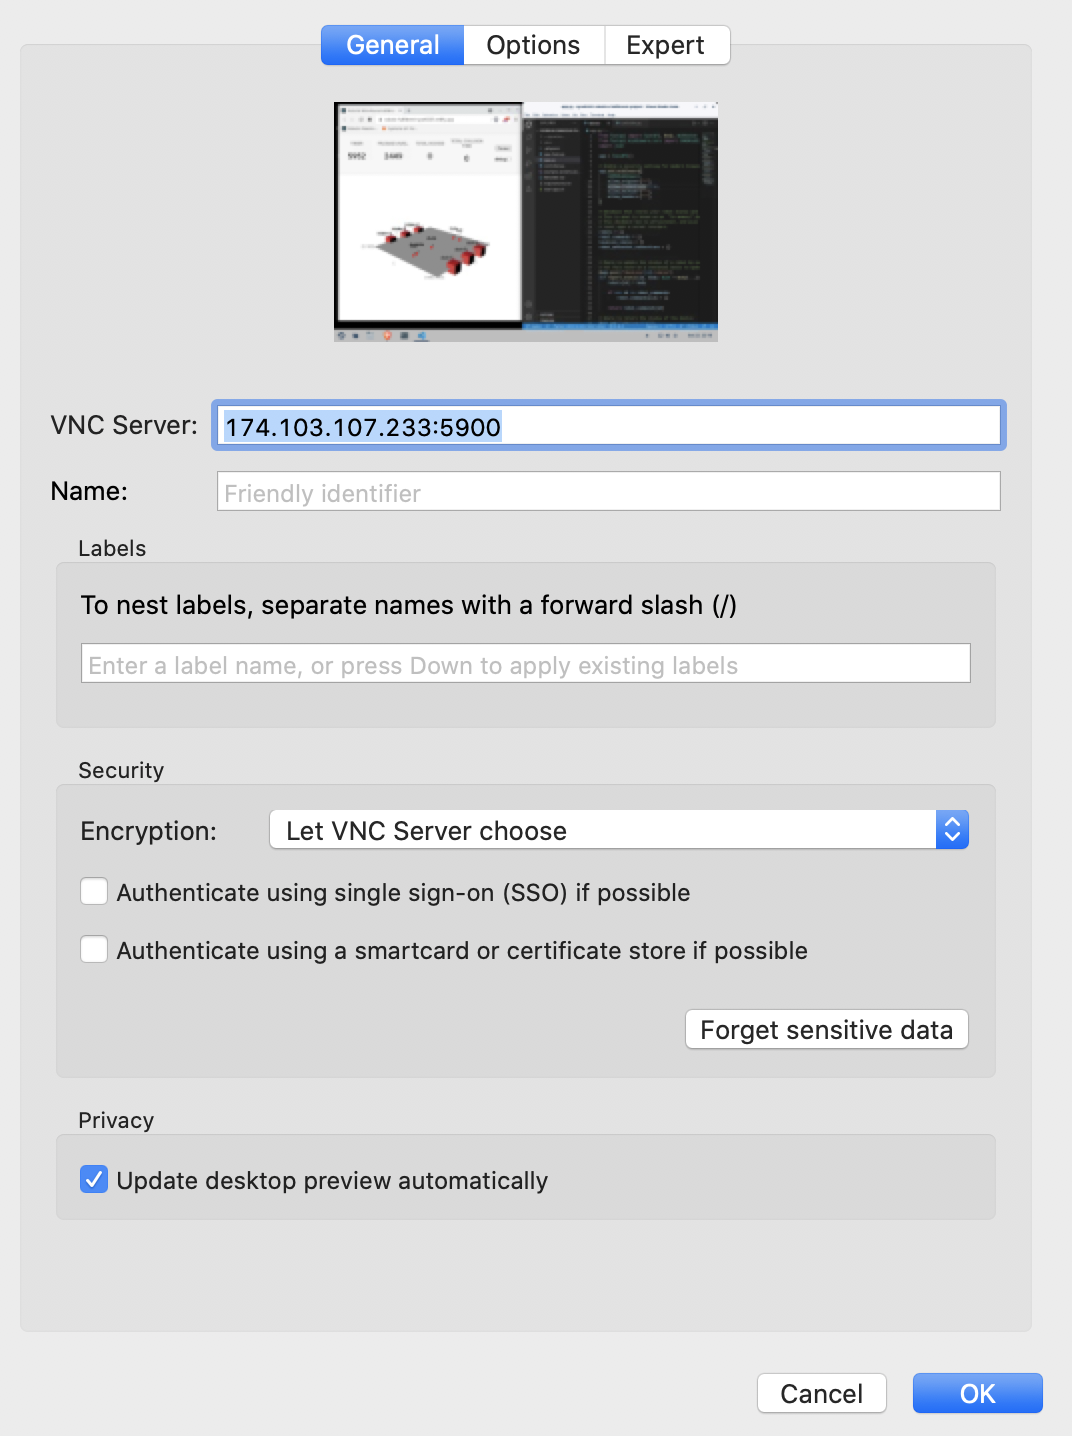 General Options Expert
5952 2449 0 0
VNC Server: 174.103.107.233:5900
Name: Friendly identifier
Labels
To nest labels, separate names with a forward slash (/)
Enter a label name, or press Down to apply existing labels
Security
Encryption: Let VNC Server choose
Authenticate using single sign-on (SSO) if possible
Authenticate using a smartcard or certificate store if possible
Forget sensitive data
Privacy
Update desktop preview automatically
Cancel OK